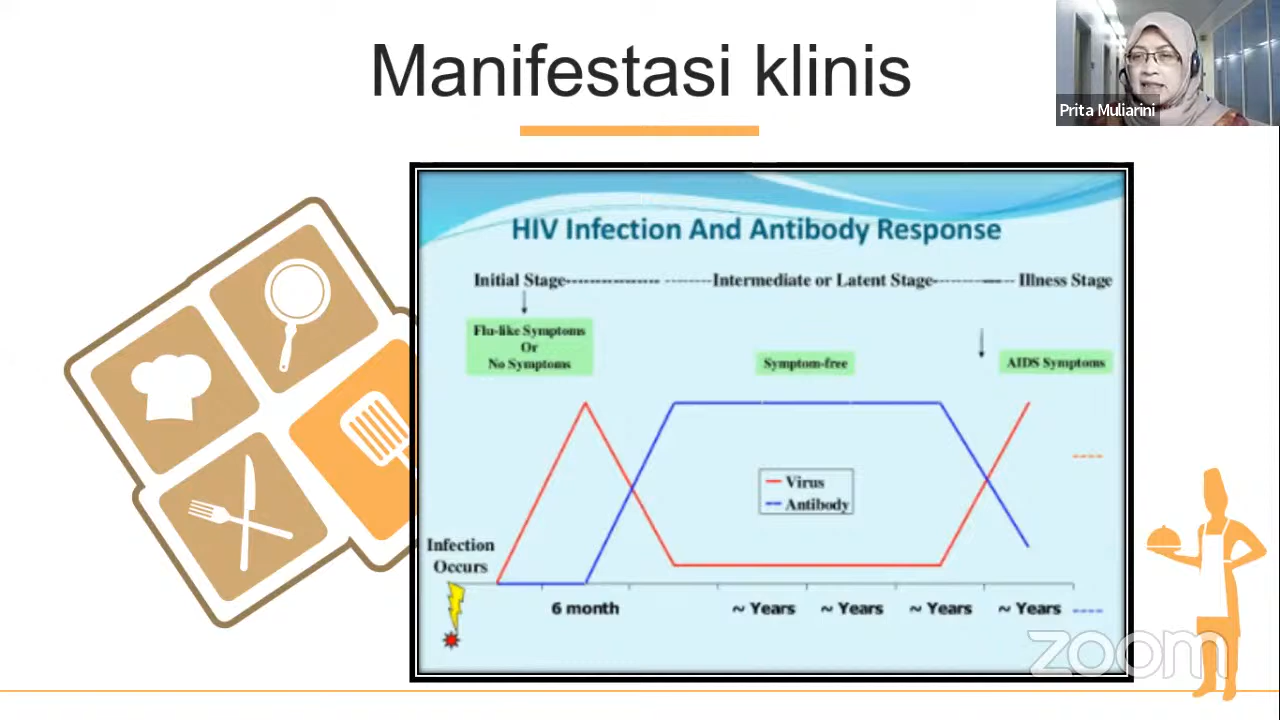 Manifestasi klinis
Prita Muliarini
HIV Infection And Antibody Response
Initial Stage-------------- -------Intermediate or Latent Stage------------- Illness Stage
Flu-like Symptoms
Or
No Symptoms
Symptom-free
AIDS Symptoms
Virus
Antibody
Infection
Occurs
6 month
~ Years
~ Years
~ Years
~ Years
zoom